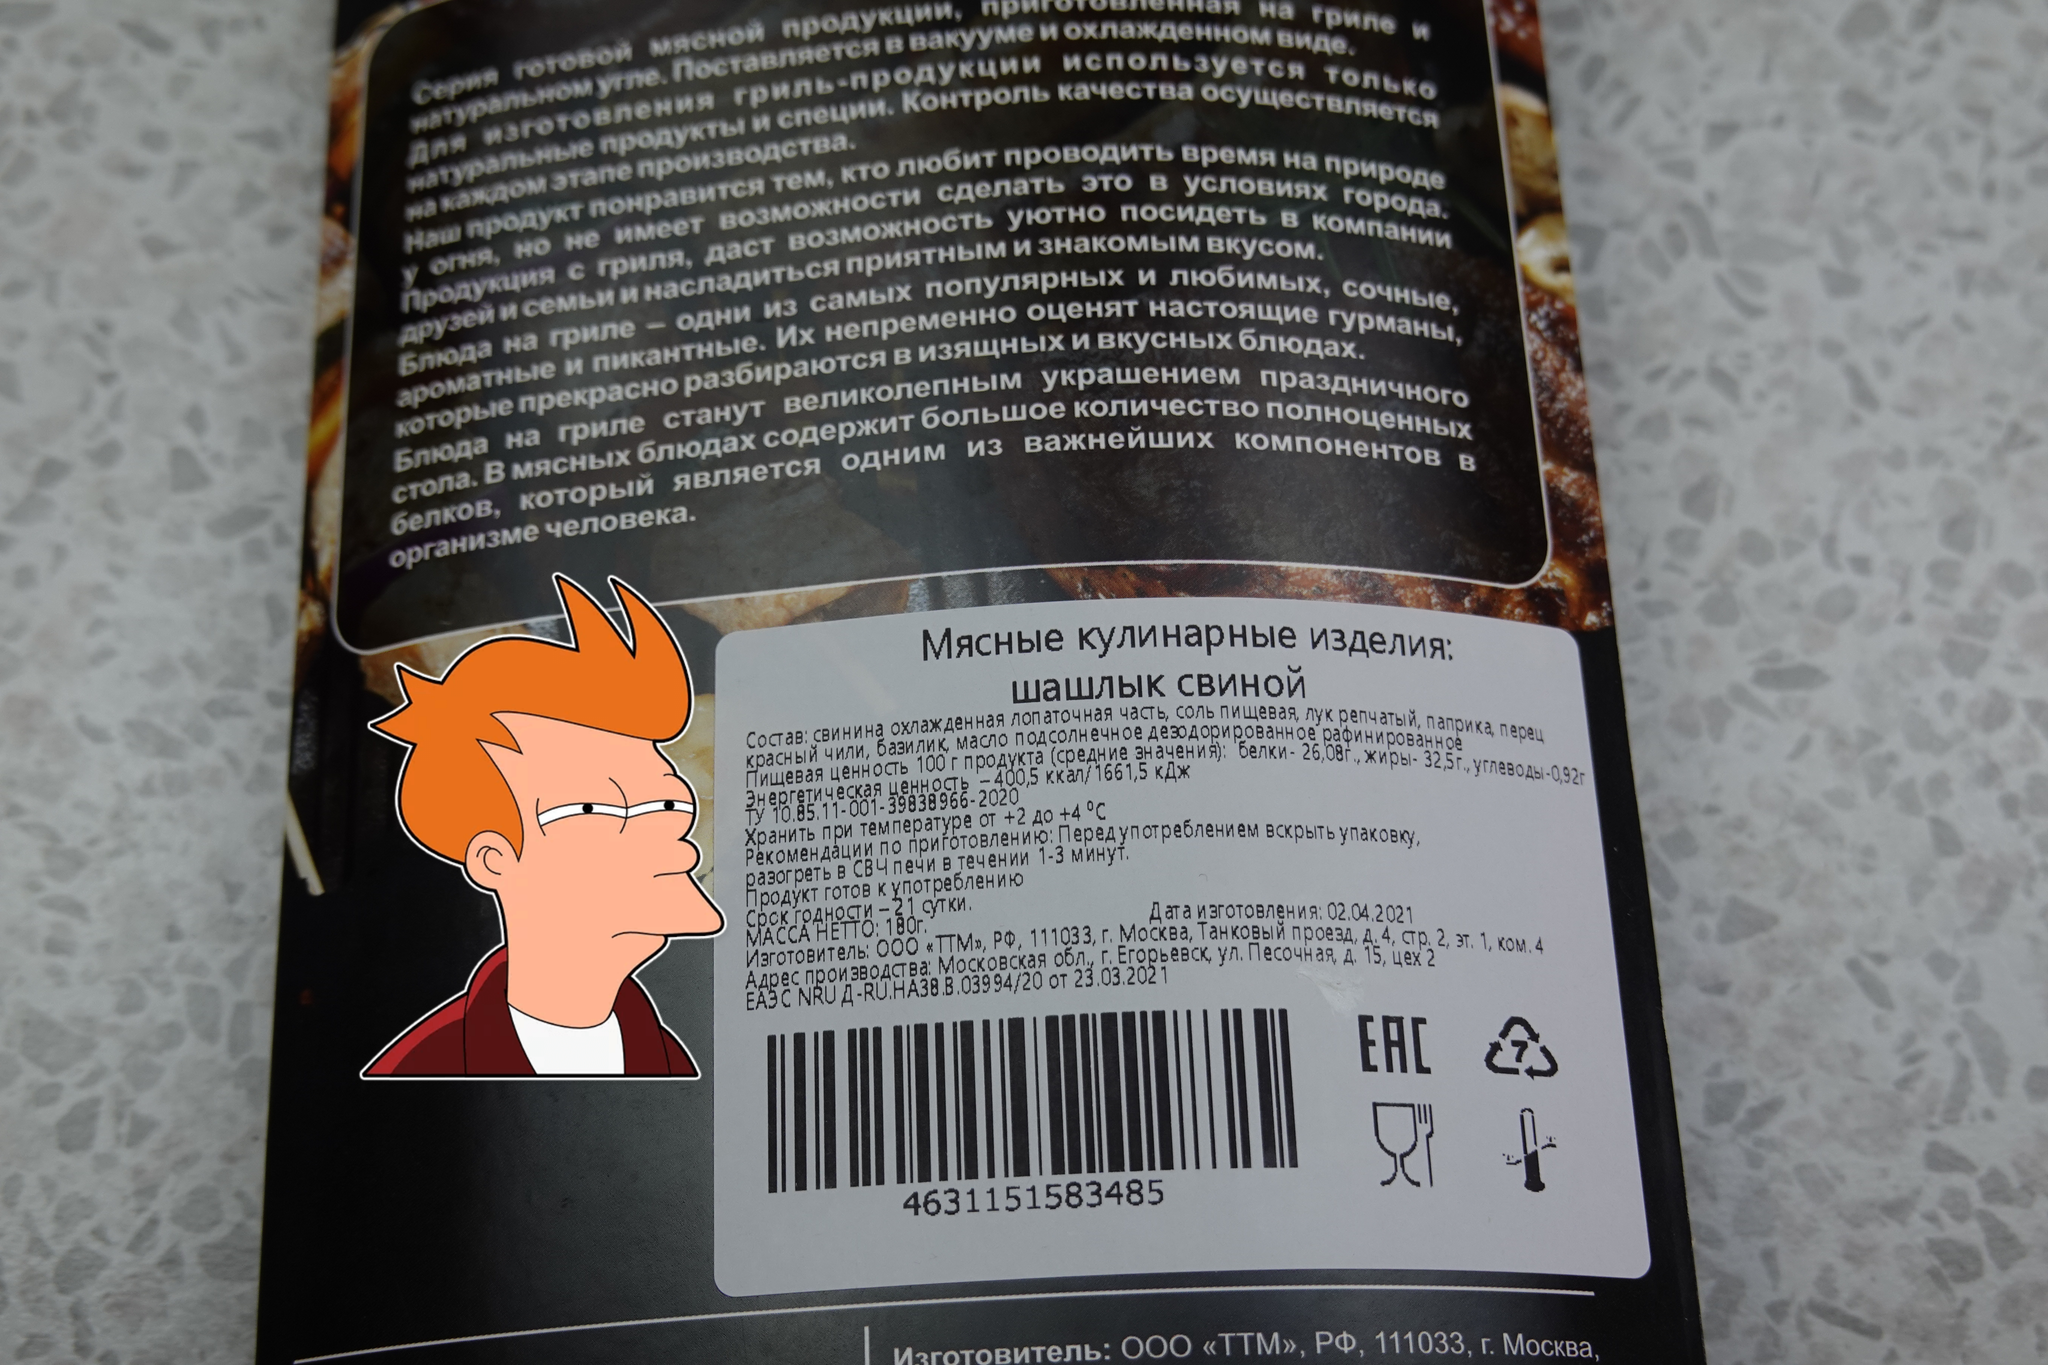 Серия готовой мясной продукции, приготовленная на гриле и
натуральном угле. Поставляется в вакууме и охлажденном виде.
Для изготовления гриль-продукции используется только
натуральные продукты и специи. Контроль качества осуществляется
на каждом этапе производства.
Наш продукт понравится тем, кто любит проводить время на природе
у огня, но не имеет возможности сделать это в условиях города.
Продукция с гриля, даст возможность уютно посидеть в компании
друзей и семьи и насладиться приятным и знакомым вкусом.
Блюда на гриле – одни из самых популярных и любимых, сочные,
ароматные и пикантные. Их непременно оценят настоящие гурманы,
которые прекрасно разбираются в изящных и вкусных блюдах.
Блюда на гриле станут великолепным украшением праздничного
стола. В мясных блюдах содержит большое количество полноценных
белков, который является одним из важнейших компонентов в
организме человека.
Мясные кулинарные изделия:
шашлык свиной
Состав: свинина охлажденная лопаточная часть, соль пищевая, лук репчатый, паприка, перец
красный чили, базилик, масло подсолнечное дезодорированное рафинированное
Пищевая ценность 100 г продукта (средние значения): белки- 26,08г., жиры- 32,5г., углеводы-0,92г
Энергетическая ценность –400,5 ккал/1661,5 кДж
ТУ 10.85.11-001-39838966-2020
Хранить при температуре от +2 до +4 °С
Рекомендации по приготовлению: Перед употреблением вскрыть упаковку,
разогреть в СВЧ печи в течении 1-3 минут.
Продукт готов к употреблению
Срок годности –21 сутки. Дата изготовления: 02.04.2021
МАССА НЕТТО: 180г.
Изготовитель: ООО «ТТМ», РФ, 111033, г. Москва, Танковый проезд, д. 4, стр. 2, эт. 1, ком. 4
Адрес производства: Московская обл., г. Егорьевск, ул. Песочная, д. 15, цех 2
ЕАЭС NRU Д-RU.НА38.В.03994/20 от 23.03.2021
EAC
7
4631151583485
Изготовитель: ООО «ТТМ», РФ, 111033, г. Москва,